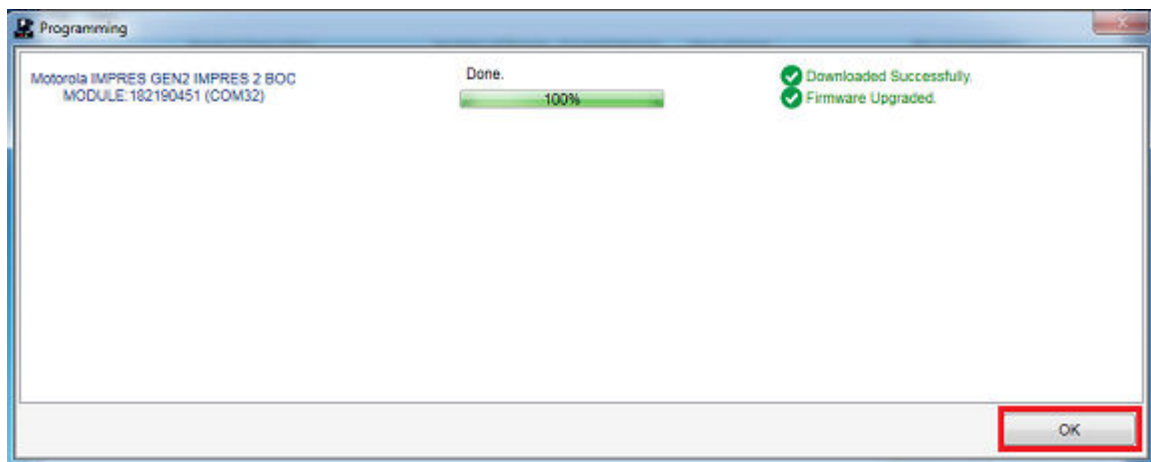 Programming
Motorola IMPRES GEN2 IMPRES 2 BOC
MODULE:182190451 (COM32)
Done.
100%
Downloaded Successfully.
Firmware Upgraded.
OK